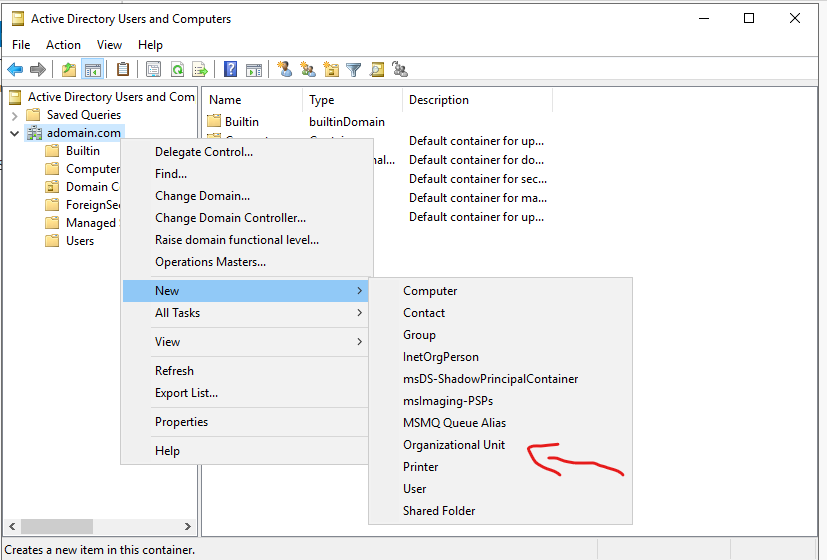 Active Directory Users and Computers
File Action View Help
Active Directory Users and Com
Saved Queries
adomain.com
Builtin
Computer
Domain C
ForeignSec
Managed
Users
Name Type Description
Builtin builtinDomain
Default container for up...
Default container for do...
Default container for sec...
Default container for ma...
Default container for up...
Delegate Control...
Find...
Change Domain...
Change Domain Controller...
Raise domain functional level...
Operations Masters...
New
All Tasks
View
Refresh
Export List...
Properties
Help
Computer
Contact
Group
InetOrgPerson
msDS-ShadowPrincipalContainer
msImaging-PSPs
MSMQ Queue Alias
Organizational Unit
Printer
User
Shared Folder
Creates a new item in this container.